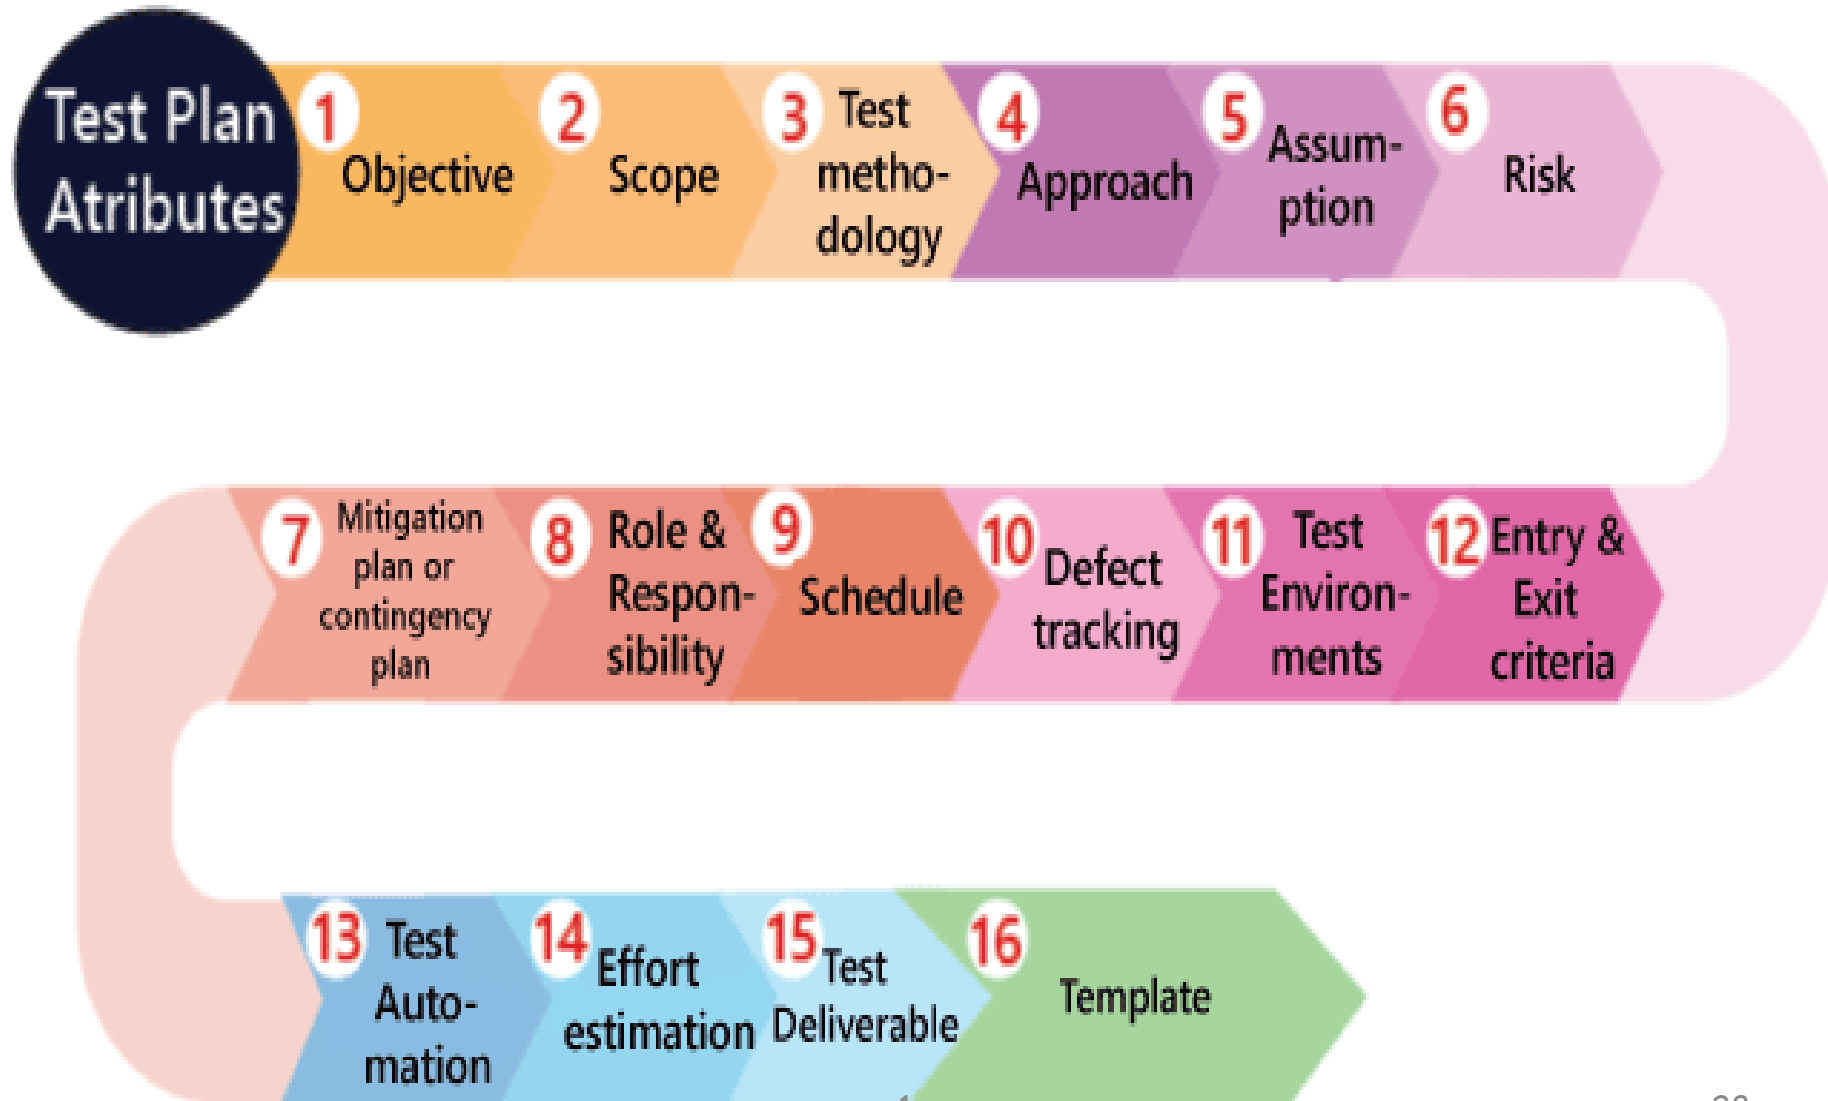 Test Plan
Atributes
1
Objective
2
Scope
3
Test
metho-
dology
4
Approach
5
Assum-
ption
6
Risk
7
Mitigation
plan or
contingency
plan
8
Role &
Respon-
sibility
9
Schedule
10
Defect
tracking
11
Test
Environ-
ments
12
Entry &
Exit
criteria
13
Test
Auto-
mation
14
Effort
estimation
15
Test
Deliverable
16
Template